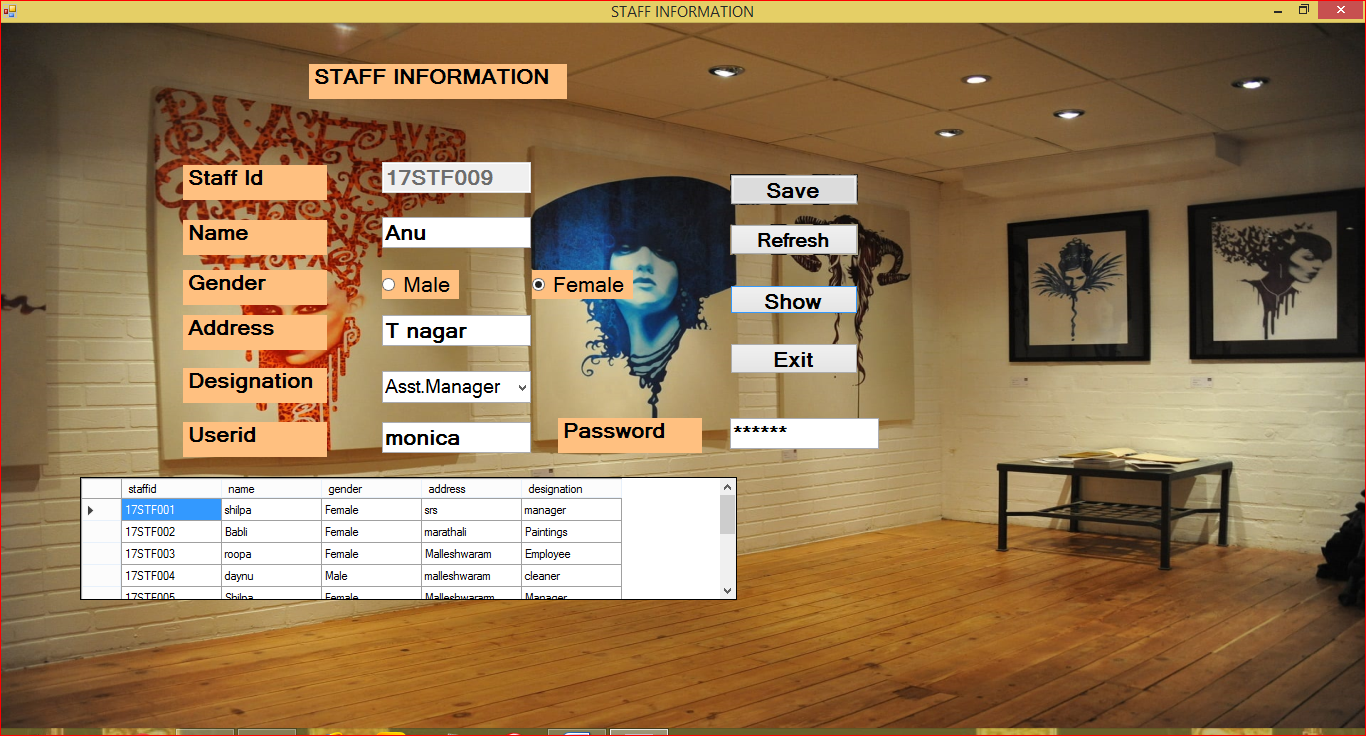 STAFF INFORMATION
STAFF INFORMATION
Staff Id 17STF009 Save
Name Anu Refresh
Gender Male Female
Address T nagar Show
Designation Asst.Manager Exit
Userid monica Password ******
staffid name gender address designation
17STF001 shilpa Female srs manager
17STF002 Babli Female marathali Paintings
17STF003 roopa Female Malleshwaram Employee
17STF004 daynu Male malleshwaram cleaner
17STF005 Shilpa Female Malleshwaram Manager